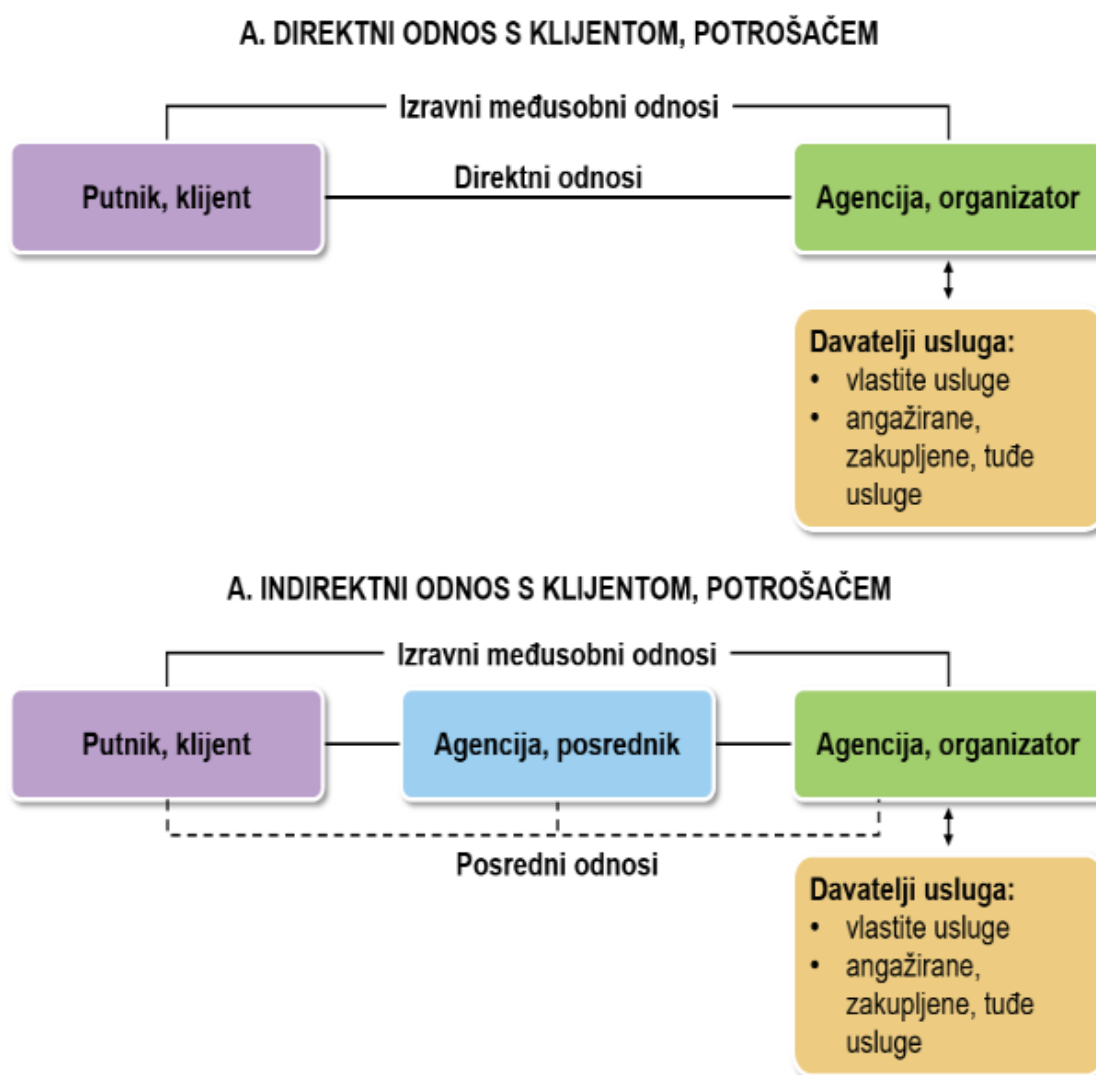 A. DIREKTNI ODNOS S KLIJENTOM, POTROŠAČEM
Izravni međusobni odnosi
Putnik, klijent
Direktni odnosi
Agencija, organizator
Davatelji usluga:
• vlastite usluge
• angažirane,
zakupljene, tuđe
usluge
A. INDIREKTNI ODNOS S KLIJENTOM, POTROŠAČEM
Izravni međusobni odnosi
Putnik, klijent
Agencija, posrednik
Agencija, organizator
Posredni odnosi
Davatelji usluga:
• vlastite usluge
• angažirane,
zakupljene, tuđe
usluge